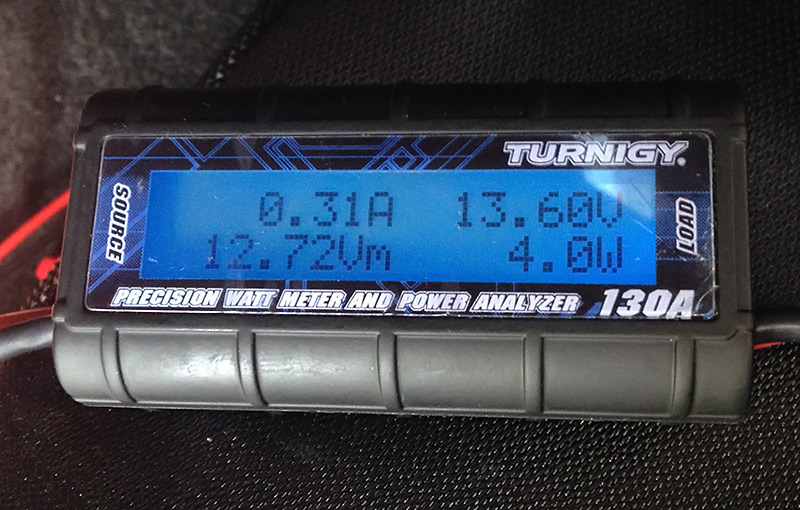 TURNIGY®
SOURCE
0.31A 13.60V
12.72Vm 4.0W
LOAD
PRECISION WATT METER AND POWER ANALYZER 130A